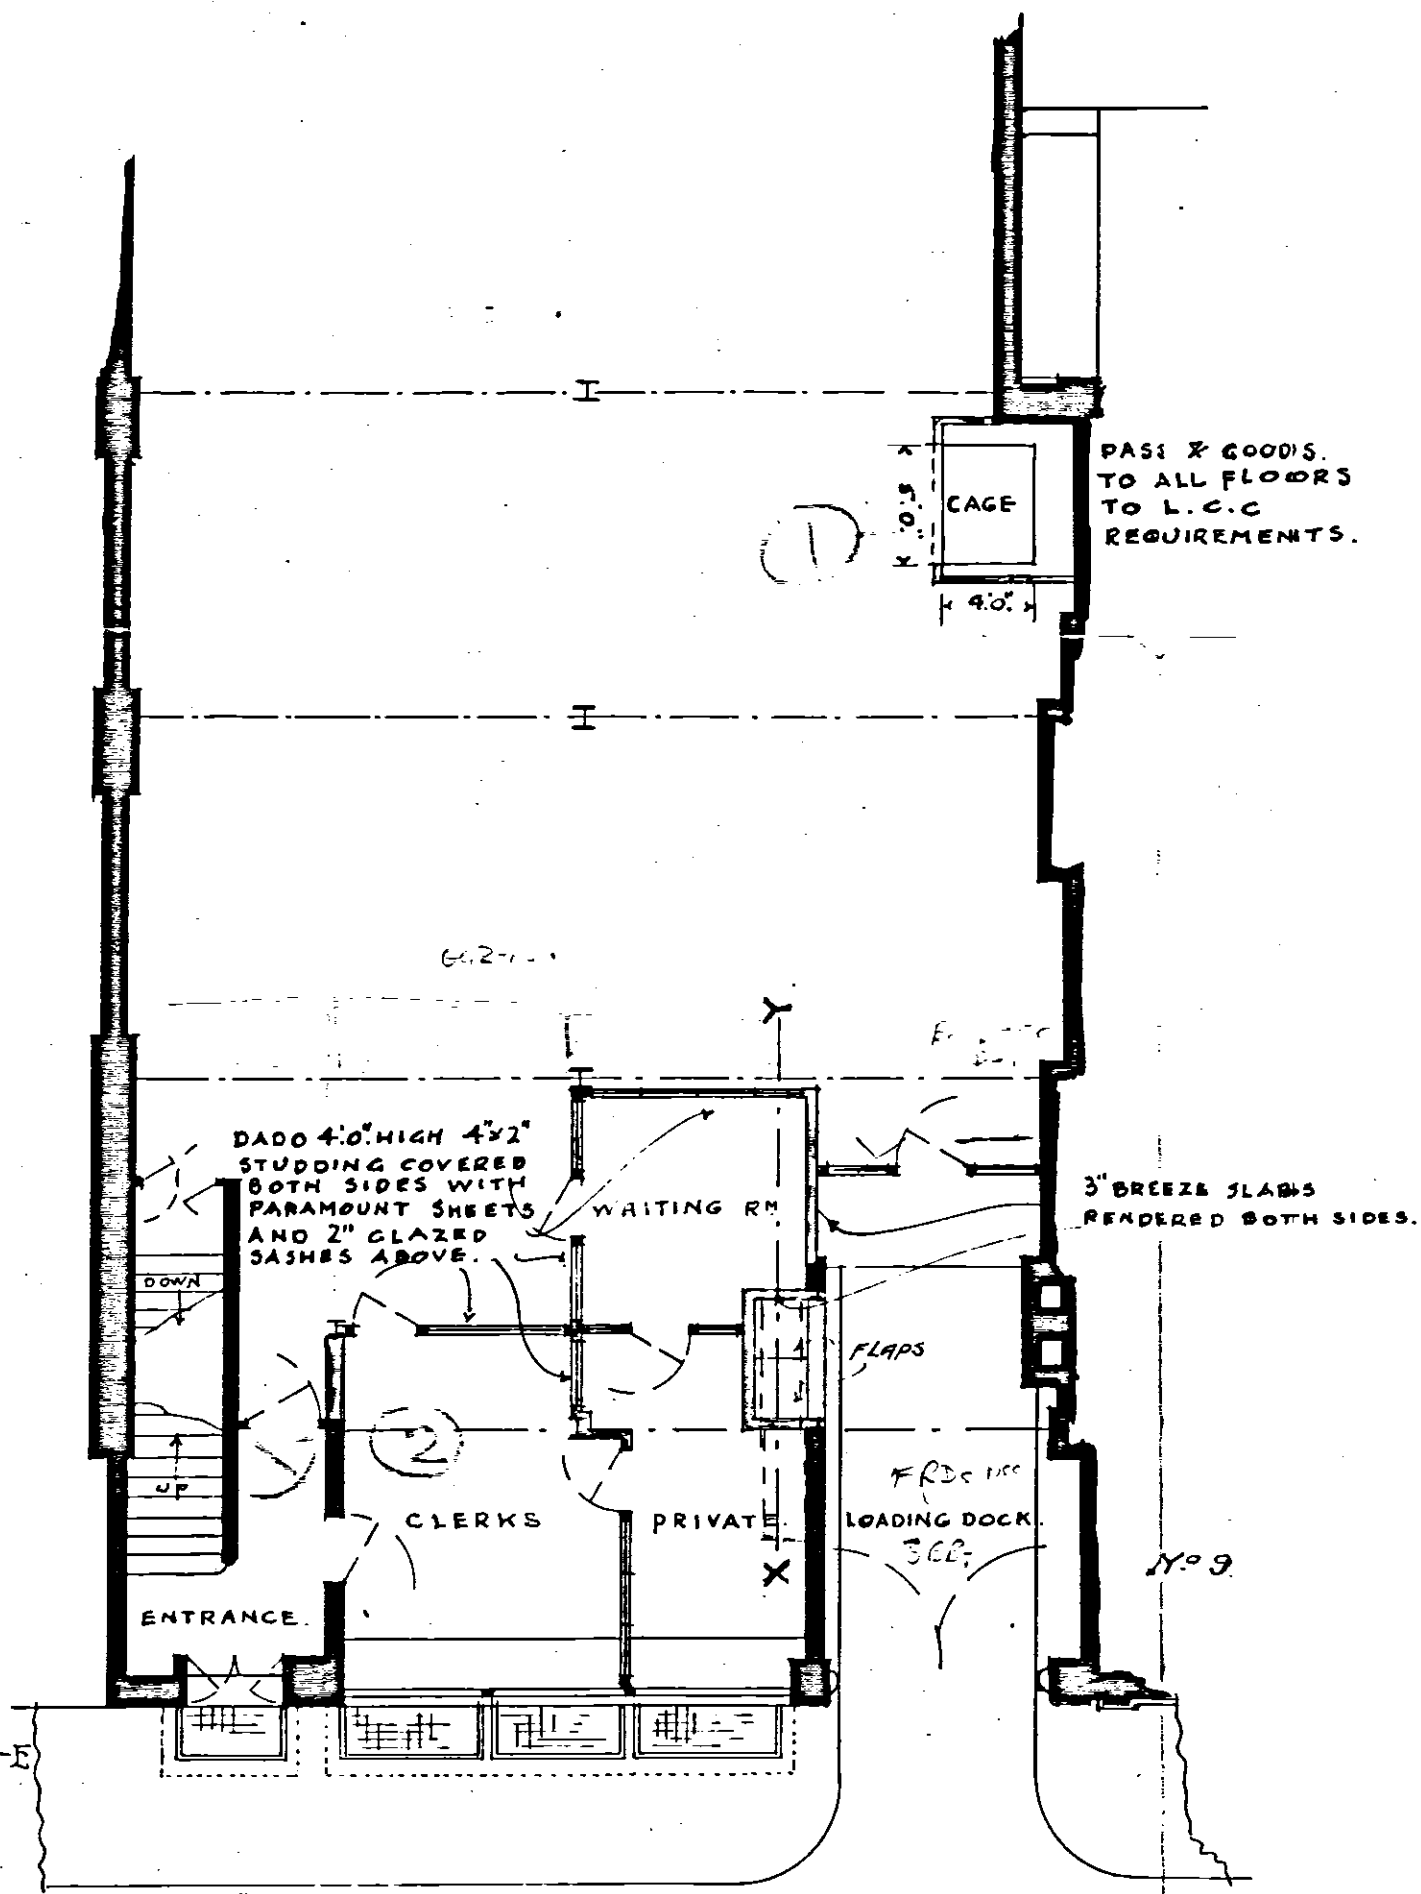 PASS & GOODS.
TO ALL FLOORS
TO L.C.C
REQUIREMENTS.
CAGE
5'.0"
4'.0".
1
Y
DADO 4'.0" HIGH 4"x2"
STUDDING COVERED
BOTH SIDES WITH
PARAMOUNT SHEETS
AND 2" GLAZED
SASHES ABOVE.
WAITING RM
3" BREEZE SLABS
RENDERED BOTH SIDES.
DOWN
FLAPS
2
UP
CLERKS
PRIVATE.
LOADING DOCK.
X
No 9.
ENTRANCE.
E